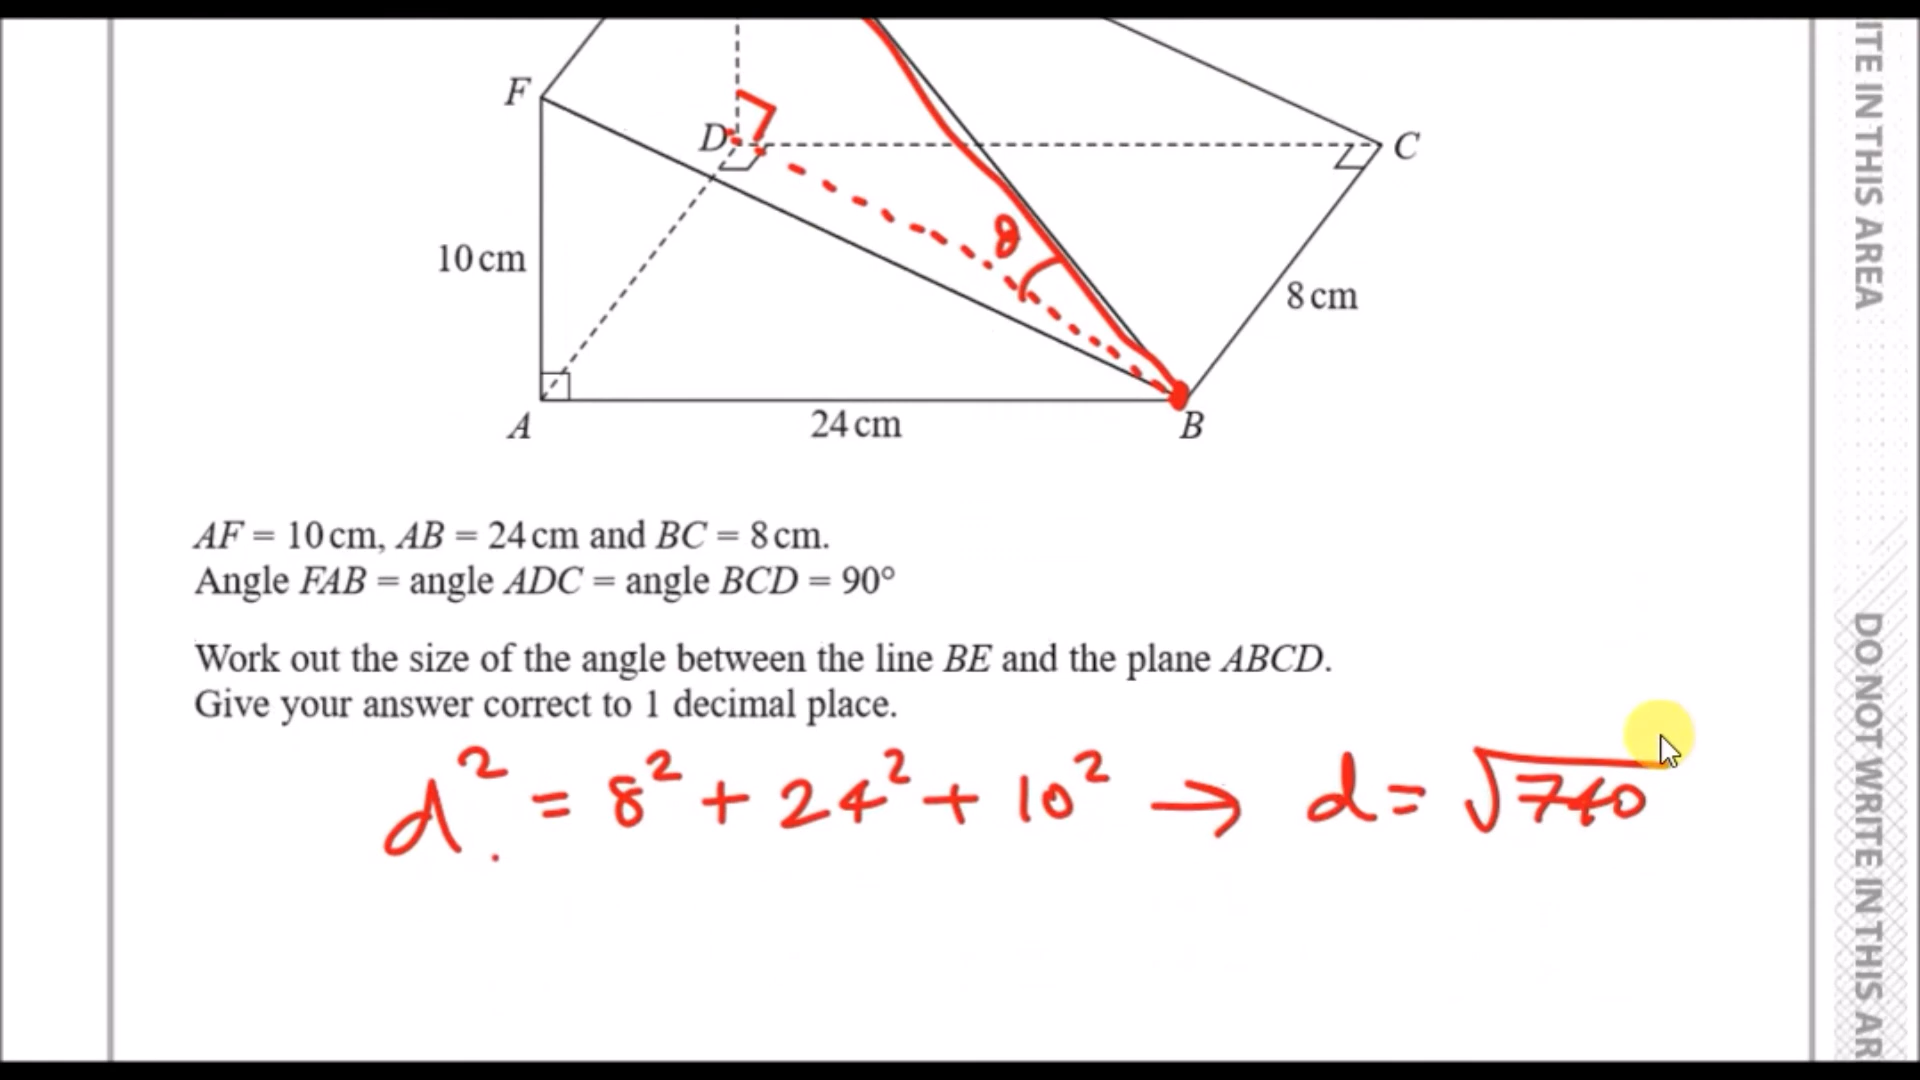 F
D
C
10 cm
θ
8 cm
A
24 cm
B
AF = 10 cm, AB = 24 cm and BC = 8 cm.
Angle FAB = angle ADC = angle BCD = 90°
Work out the size of the angle between the line BE and the plane ABCD.
Give your answer correct to 1 decimal place.
d² = 8² + 24² + 10² → d = √740
ITE IN THIS AREA
DO NOT WRITE IN THIS AR